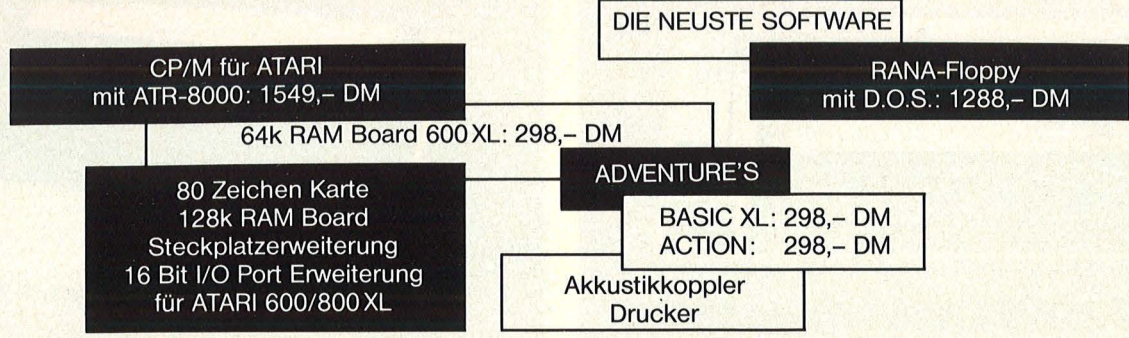 DIE NEUSTE SOFTWARE
CP/M für ATARI
mit ATR-8000: 1549,– DM
RANA-Floppy
mit D.O.S.: 1288,– DM
64k RAM Board 600 XL: 298,– DM
80 Zeichen Karte
128k RAM Board
Steckplatzerweiterung
16 Bit I/O Port Erweiterung
für ATARI 600/800 XL
ADVENTURE'S
BASIC XL: 298,– DM
ACTION: 298,– DM
Akkustikkoppler
Drucker